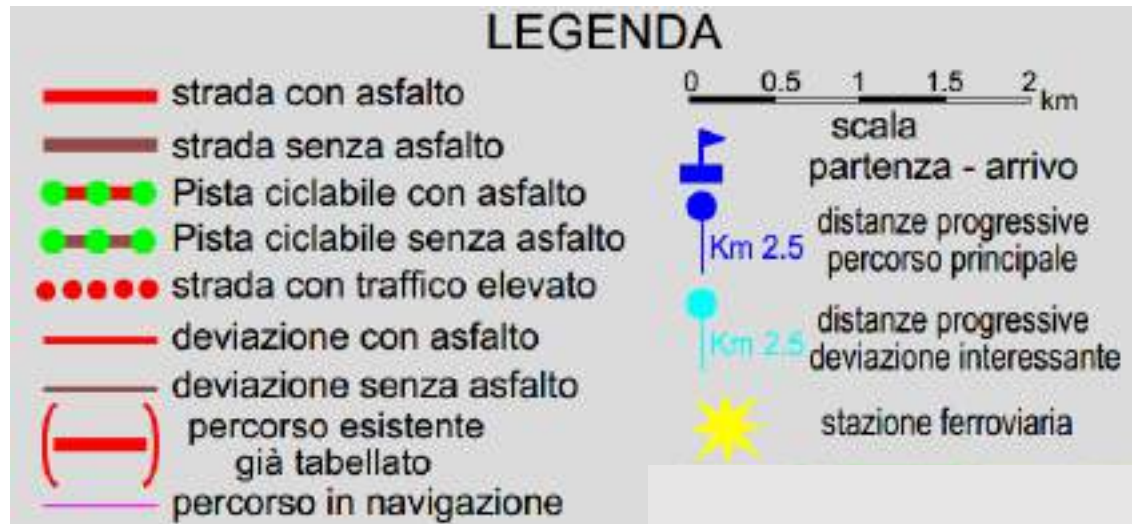 LEGENDA
strada con asfalto
strada senza asfalto
Pista ciclabile con asfalto
Pista ciclabile senza asfalto
strada con traffico elevato
deviazione con asfalto
deviazione senza asfalto
percorso esistente
già tabellato
percorso in navigazione
0 0.5 1 1.5 2 km
scala
partenza - arrivo
Km 2.5
distanze progressive
percorso principale
Km 2.5
distanze progressive
deviazione interessante
stazione ferroviaria